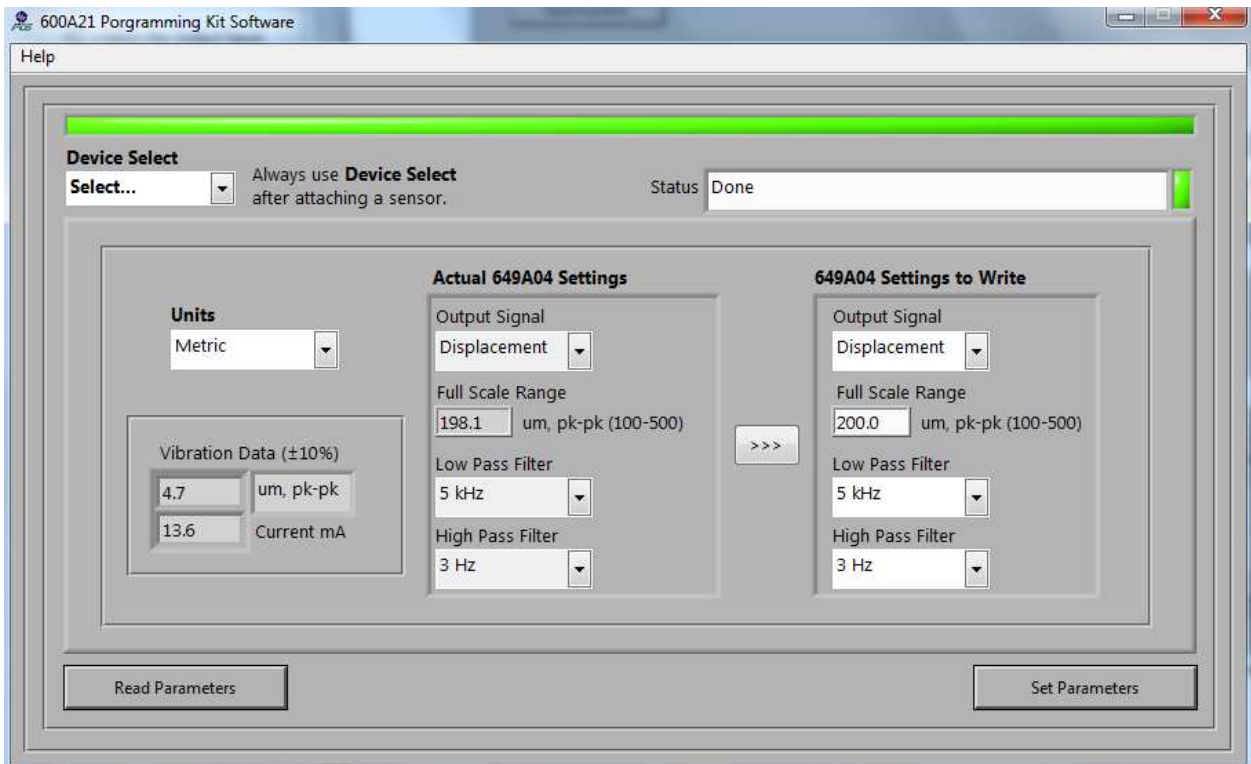 600A21 Porgramming Kit Software
Help
Device Select
Select...
Always use Device Select
after attaching a sensor.
Status Done
Units
Metric
Vibration Data (±10%)
4.7 um, pk-pk
13.6 Current mA
Actual 649A04 Settings
Output Signal
Displacement
Full Scale Range
198.1 um, pk-pk (100-500)
Low Pass Filter
5 kHz
High Pass Filter
3 Hz
>>>
649A04 Settings to Write
Output Signal
Displacement
Full Scale Range
200.0 um, pk-pk (100-500)
Low Pass Filter
5 kHz
High Pass Filter
3 Hz
Read Parameters
Set Parameters